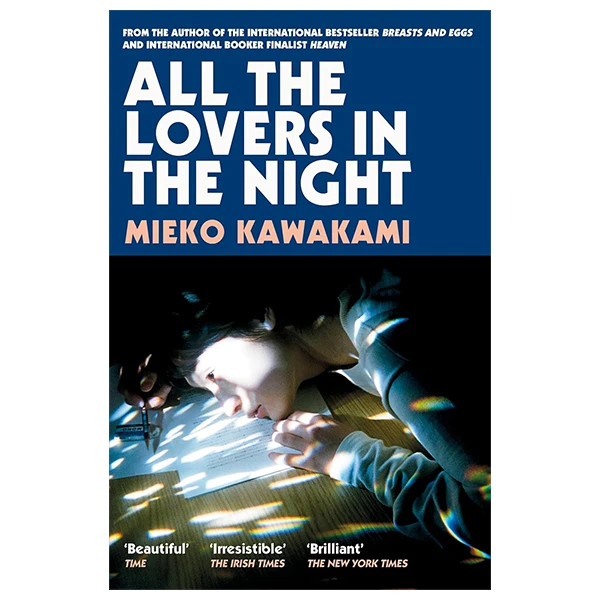 FROM THE AUTHOR OF THE INTERNATIONAL BESTSELLER BREASTS AND EGGS
AND INTERNATIONAL BOOKER FINALIST HEAVEN
ALL THE
LOVERS IN
THE NIGHT
MIEKO KAWAKAMI
‘Beautiful’
TIME
‘Irresistible’
THE IRISH TIMES
‘Brilliant’
THE NEW YORK TIMES